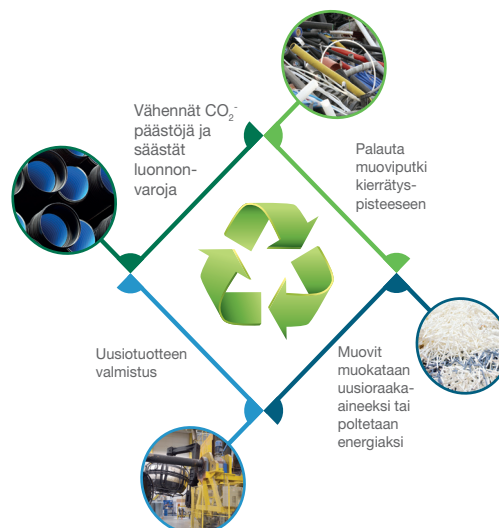 Vähennät CO₂-
päästöjä ja
säästät
luonnon-
varoja
Palauta
muoviputki
kierrätys-
pisteeseen
Muovit
muokataan
uusioraaka-
aineeksi tai
poltetaan
energiaksi
Uusiotuotteen
valmistus